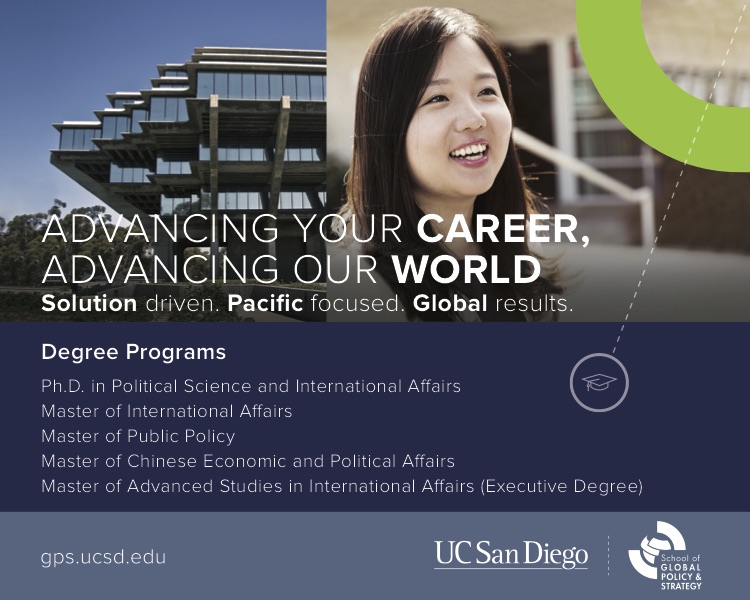 ADVANCING YOUR CAREER,
ADVANCING OUR WORLD
Solution driven. Pacific focused. Global results.
Degree Programs
Ph.D. in Political Science and International Affairs
Master of International Affairs
Master of Public Policy
Master of Chinese Economic and Political Affairs
Master of Advanced Studies in International Affairs (Executive Degree)
gps.ucsd.edu
UC San Diego
School of
GLOBAL
POLICY &
STRATEGY